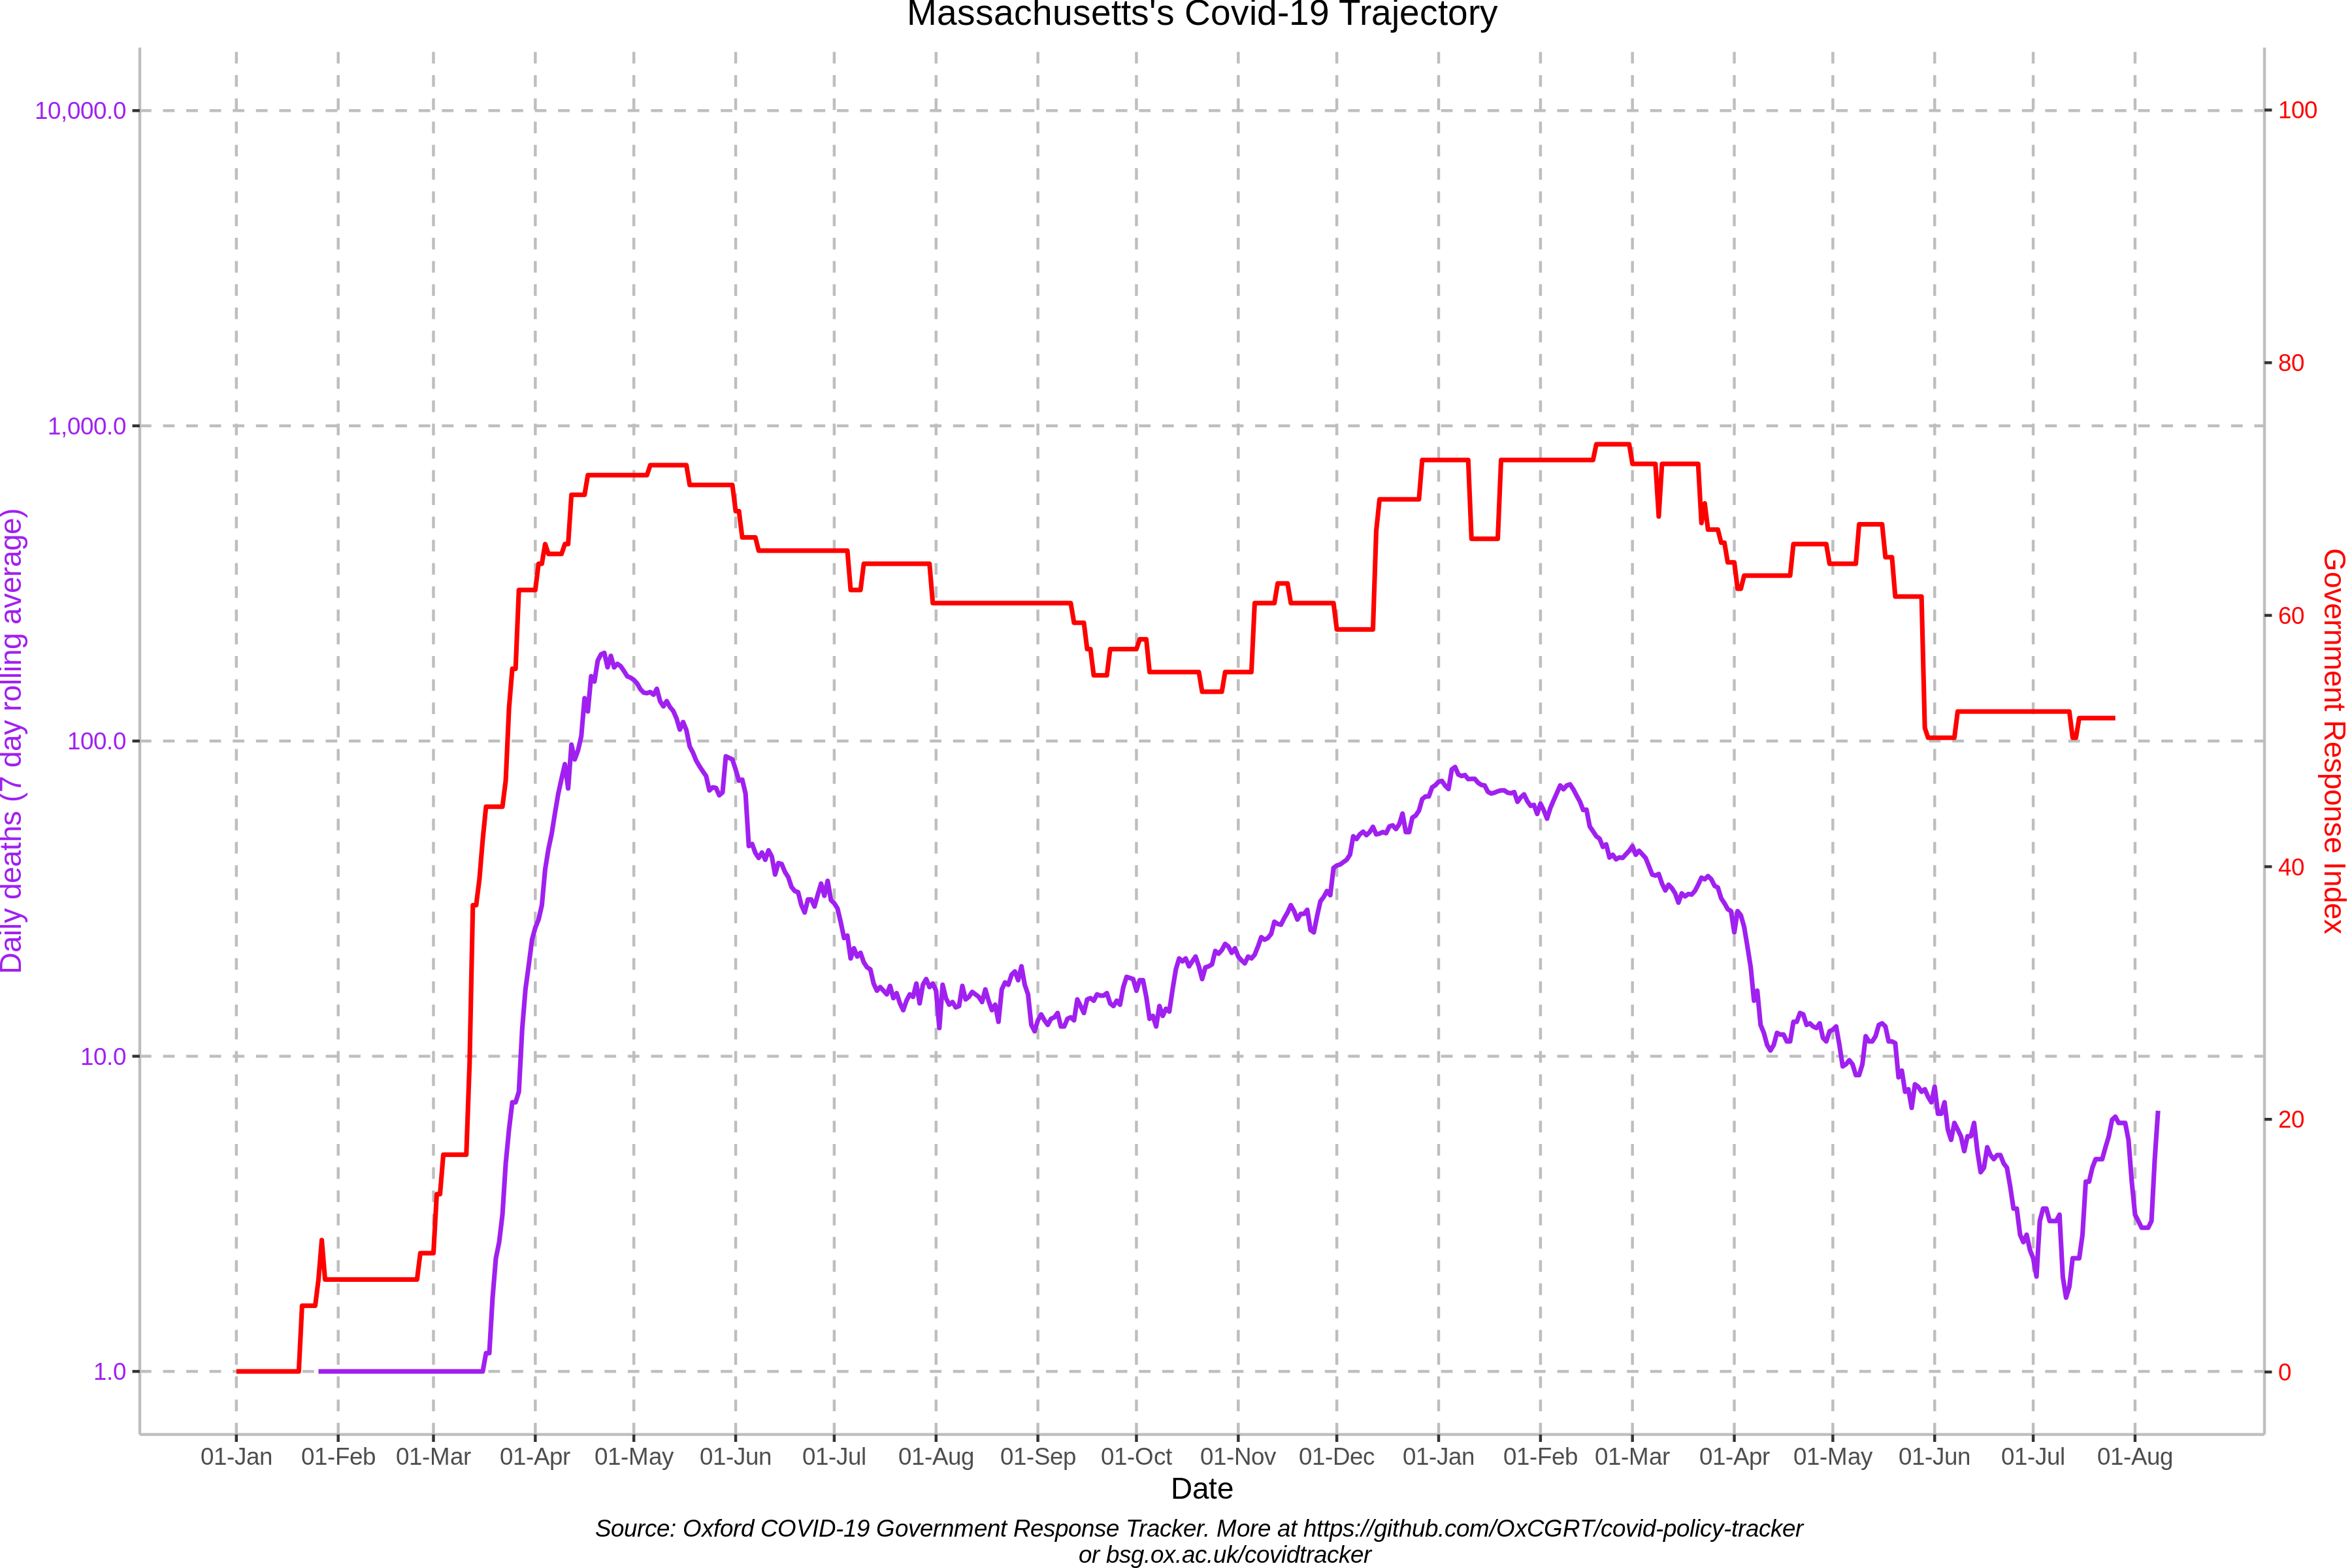 Massachusetts's Covid-19 Trajectory
10,000.0
1,000.0
100.0
10.0
1.0
Daily deaths (7 day rolling average)
100
80
60
40
20
0
Government Response Index
01-Jan 01-Feb 01-Mar 01-Apr 01-May 01-Jun 01-Jul 01-Aug 01-Sep 01-Oct 01-Nov 01-Dec 01-Jan 01-Feb 01-Mar 01-Apr 01-May 01-Jun 01-Jul 01-Aug
Date
Source: Oxford COVID-19 Government Response Tracker. More at https://github.com/OxCGRT/covid-policy-tracker
or bsg.ox.ac.uk/covidtracker